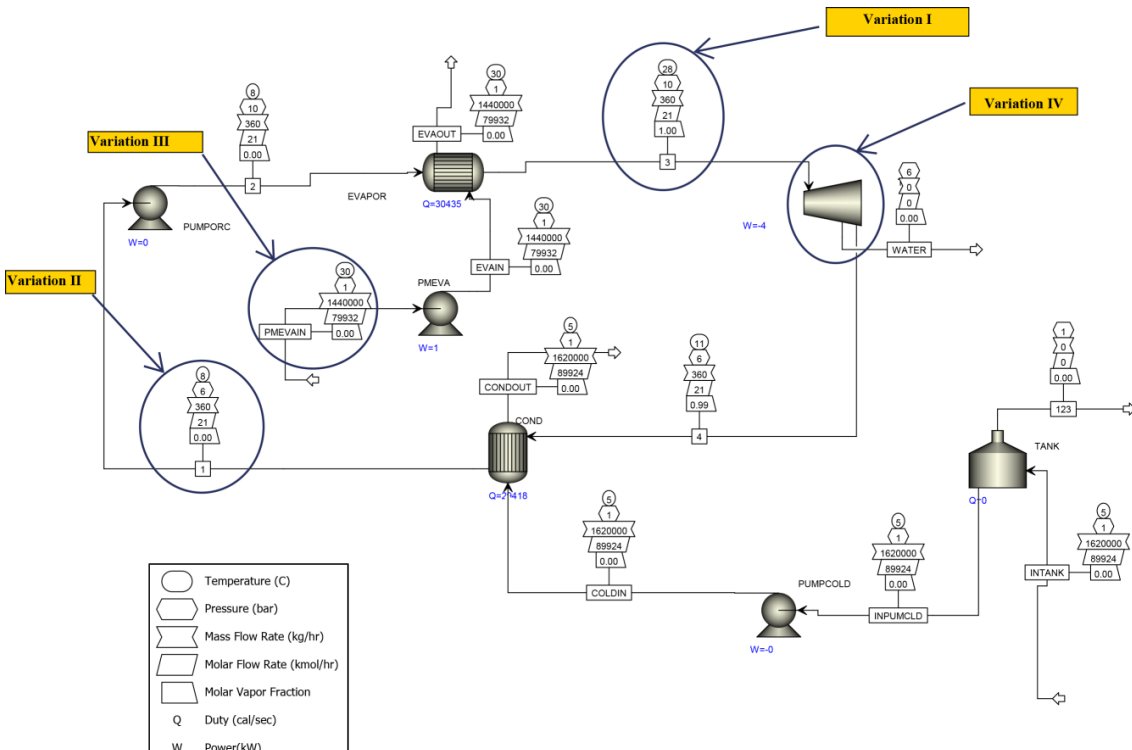 Variation I
Variation IV
Variation III
Variation II
8
10
360
21
0.00
2
PUMPORC
W=0
EVAPOR
30
1
1440000
79932
0.00
EVAOUT
Q=30435
30
1
1440000
79932
0.00
EVAIN
PMEVA
W=1
30
1
1440000
79932
0.00
PMEVAIN
28
10
360
21
1.00
3
W=-4
6
0
0
0.00
WATER
8
6
360
21
0.00
1
5
1
1620000
89924
0.00
CONDOUT
COND
11
6
360
21
0.99
4
5
1
1620000
89924
0.00
COLDIN
PUMPCOLD
W=-0
5
1
1620000
89924
0.00
INPUMCLD
1
0
0
0.00
123
TANK
Q=0
5
1
1620000
89924
0.00
INTANK
Temperature (C)
Pressure (bar)
Mass Flow Rate (kg/hr)
Molar Flow Rate (kmol/hr)
Molar Vapor Fraction
Q Duty (cal/sec)
W Power(kW)